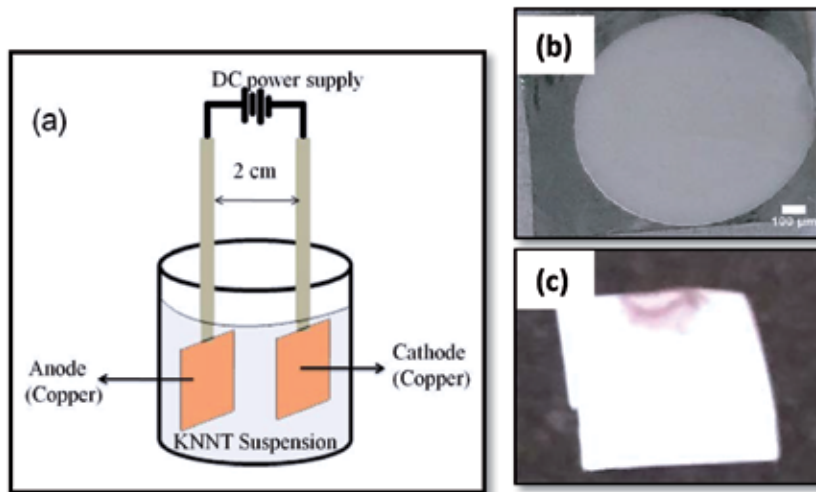 (a)
DC power supply
2 cm
Anode
(Copper)
Cathode
(Copper)
KNNT Suspension
(b)
100 μm
(c)